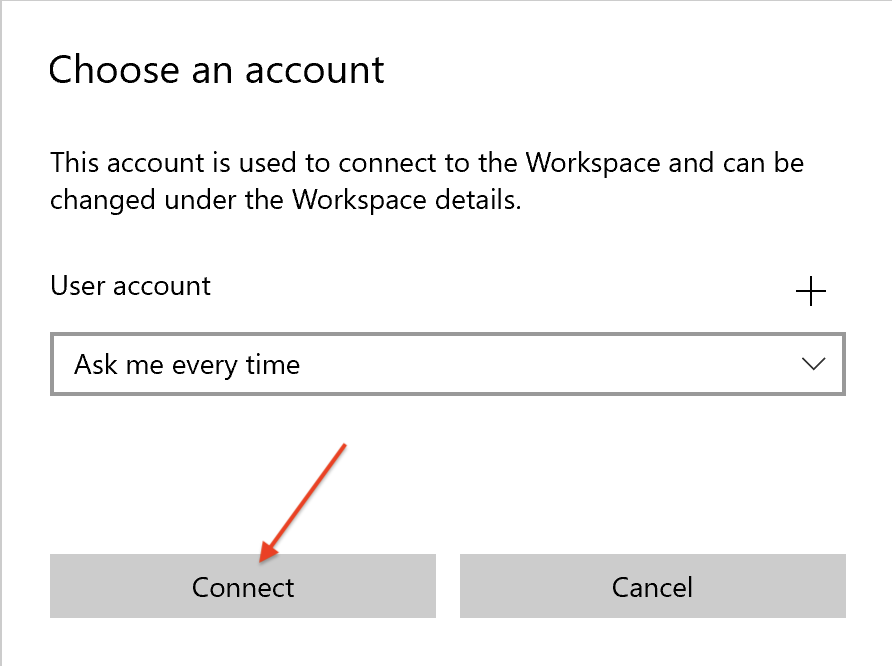 Choose an account
This account is used to connect to the Workspace and can be
changed under the Workspace details.
User account
Ask me every time
Connect
Cancel